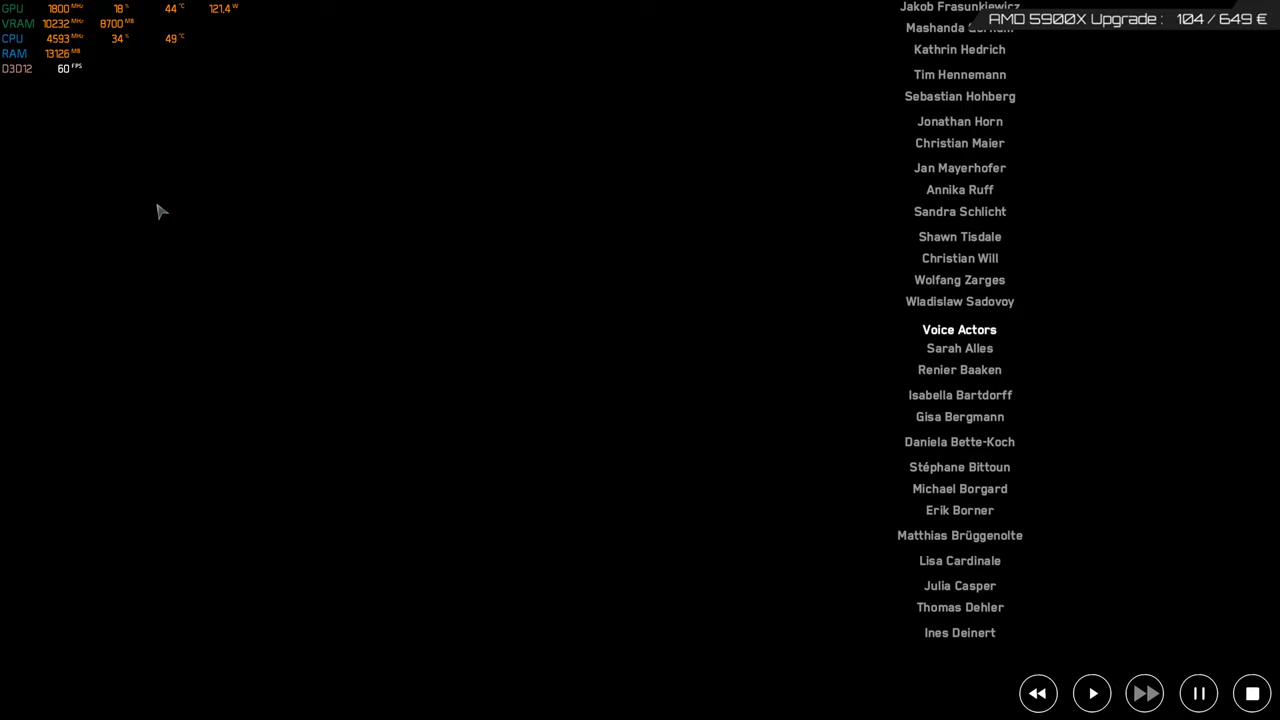 GPU 1800 MHz 18 % 44 °C 121.4 W
VRAM 10232 MHz 8700 MB
CPU 4593 MHz 34 % 49 °C
RAM 13126 MB
D3D12 60 FPS
AMD 5900X Upgrade : 104 / 649 €
Jakob Frasunkiewicz
Mashanda
Kathrin Hedrich
Tim Hennemann
Sebastian Hohberg
Jonathan Horn
Christian Maier
Jan Mayerhofer
Annika Ruff
Sandra Schlicht
Shawn Tisdale
Christian Will
Wolfang Zarges
Wladislaw Sadovoy
Voice Actors
Sarah Alles
Renier Baaken
Isabella Bartdorff
Gisa Bergmann
Daniela Bette-Koch
Stéphane Bittoun
Michael Borgard
Erik Borner
Matthias Brüggenolte
Lisa Cardinale
Julia Casper
Thomas Dehler
Ines Deinert